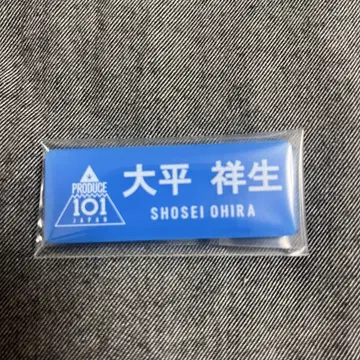 PRODUCE
101
JAPAN
大平 祥生
SHOSEI OHIRA